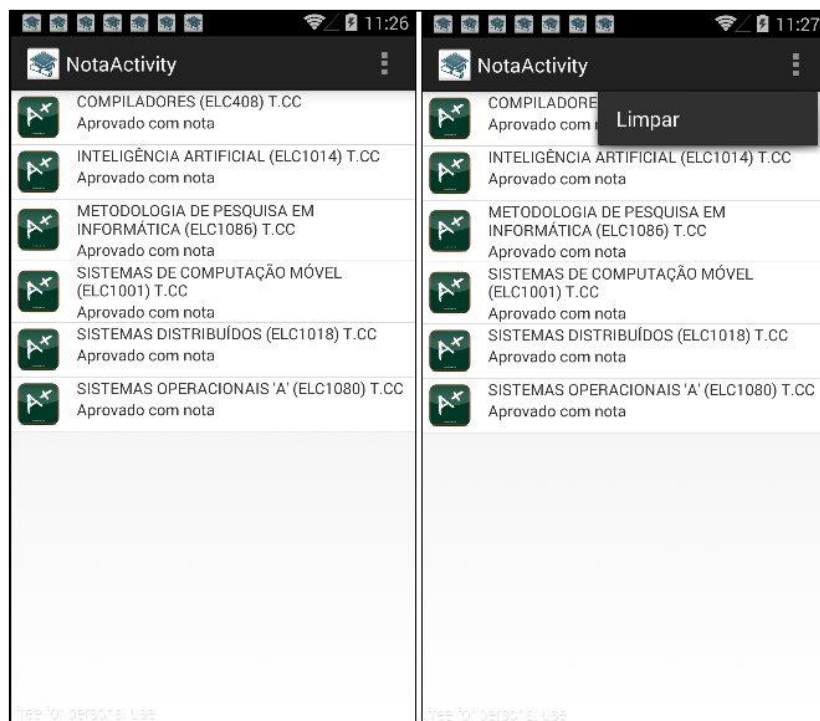 11:26
NotaActivity
COMPILADORES (ELC408) T.CC
Aprovado com nota
INTELIGÊNCIA ARTIFICIAL (ELC1014) T.CC
Aprovado com nota
METODOLOGIA DE PESQUISA EM
INFORMÁTICA (ELC1086) T.CC
Aprovado com nota
SISTEMAS DE COMPUTAÇÃO MÓVEL
(ELC1001) T.CC
Aprovado com nota
SISTEMAS DISTRIBUÍDOS (ELC1018) T.CC
Aprovado com nota
SISTEMAS OPERACIONAIS 'A' (ELC1080) T.CC
Aprovado com nota
free for personal use
11:27
NotaActivity
Limpar
COMPILADORE
Aprovado com
INTELIGÊNCIA ARTIFICIAL (ELC1014) T.CC
Aprovado com nota
METODOLOGIA DE PESQUISA EM
INFORMÁTICA (ELC1086) T.CC
Aprovado com nota
SISTEMAS DE COMPUTAÇÃO MÓVEL
(ELC1001) T.CC
Aprovado com nota
SISTEMAS DISTRIBUÍDOS (ELC1018) T.CC
Aprovado com nota
SISTEMAS OPERACIONAIS 'A' (ELC1080) T.CC
Aprovado com nota
free for personal use